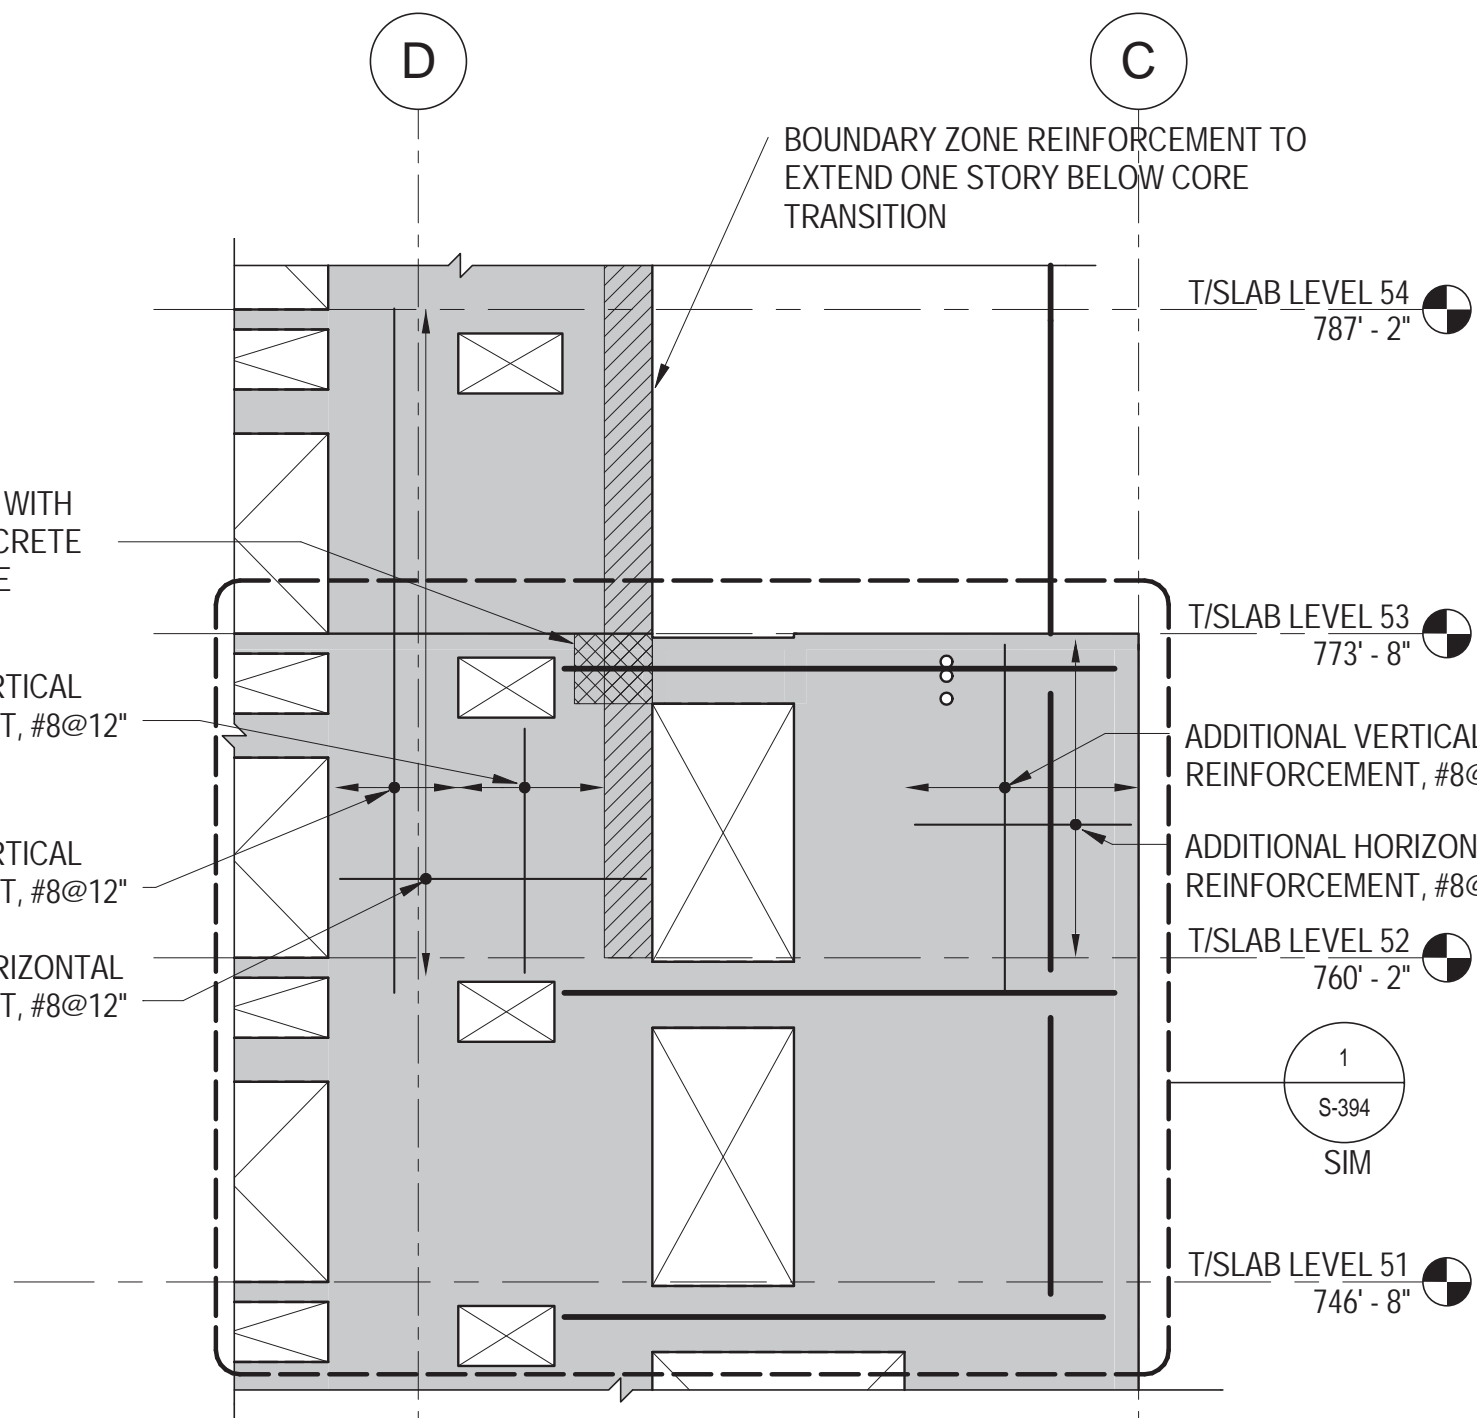 D
C
BOUNDARY ZONE REINFORCEMENT TO
EXTEND ONE STORY BELOW CORE
TRANSITION
T/SLAB LEVEL 54
787' - 2"
WITH
CRETE
E
T/SLAB LEVEL 53
773' - 8"
RTICAL
T, #8@12"
ADDITIONAL VERTICAL
REINFORCEMENT, #8@
ADDITIONAL HORIZON
REINFORCEMENT, #8@
RTICAL
T, #8@12"
T/SLAB LEVEL 52
760' - 2"
RIZONTAL
T, #8@12"
1
S-394
SIM
T/SLAB LEVEL 51
746' - 8"